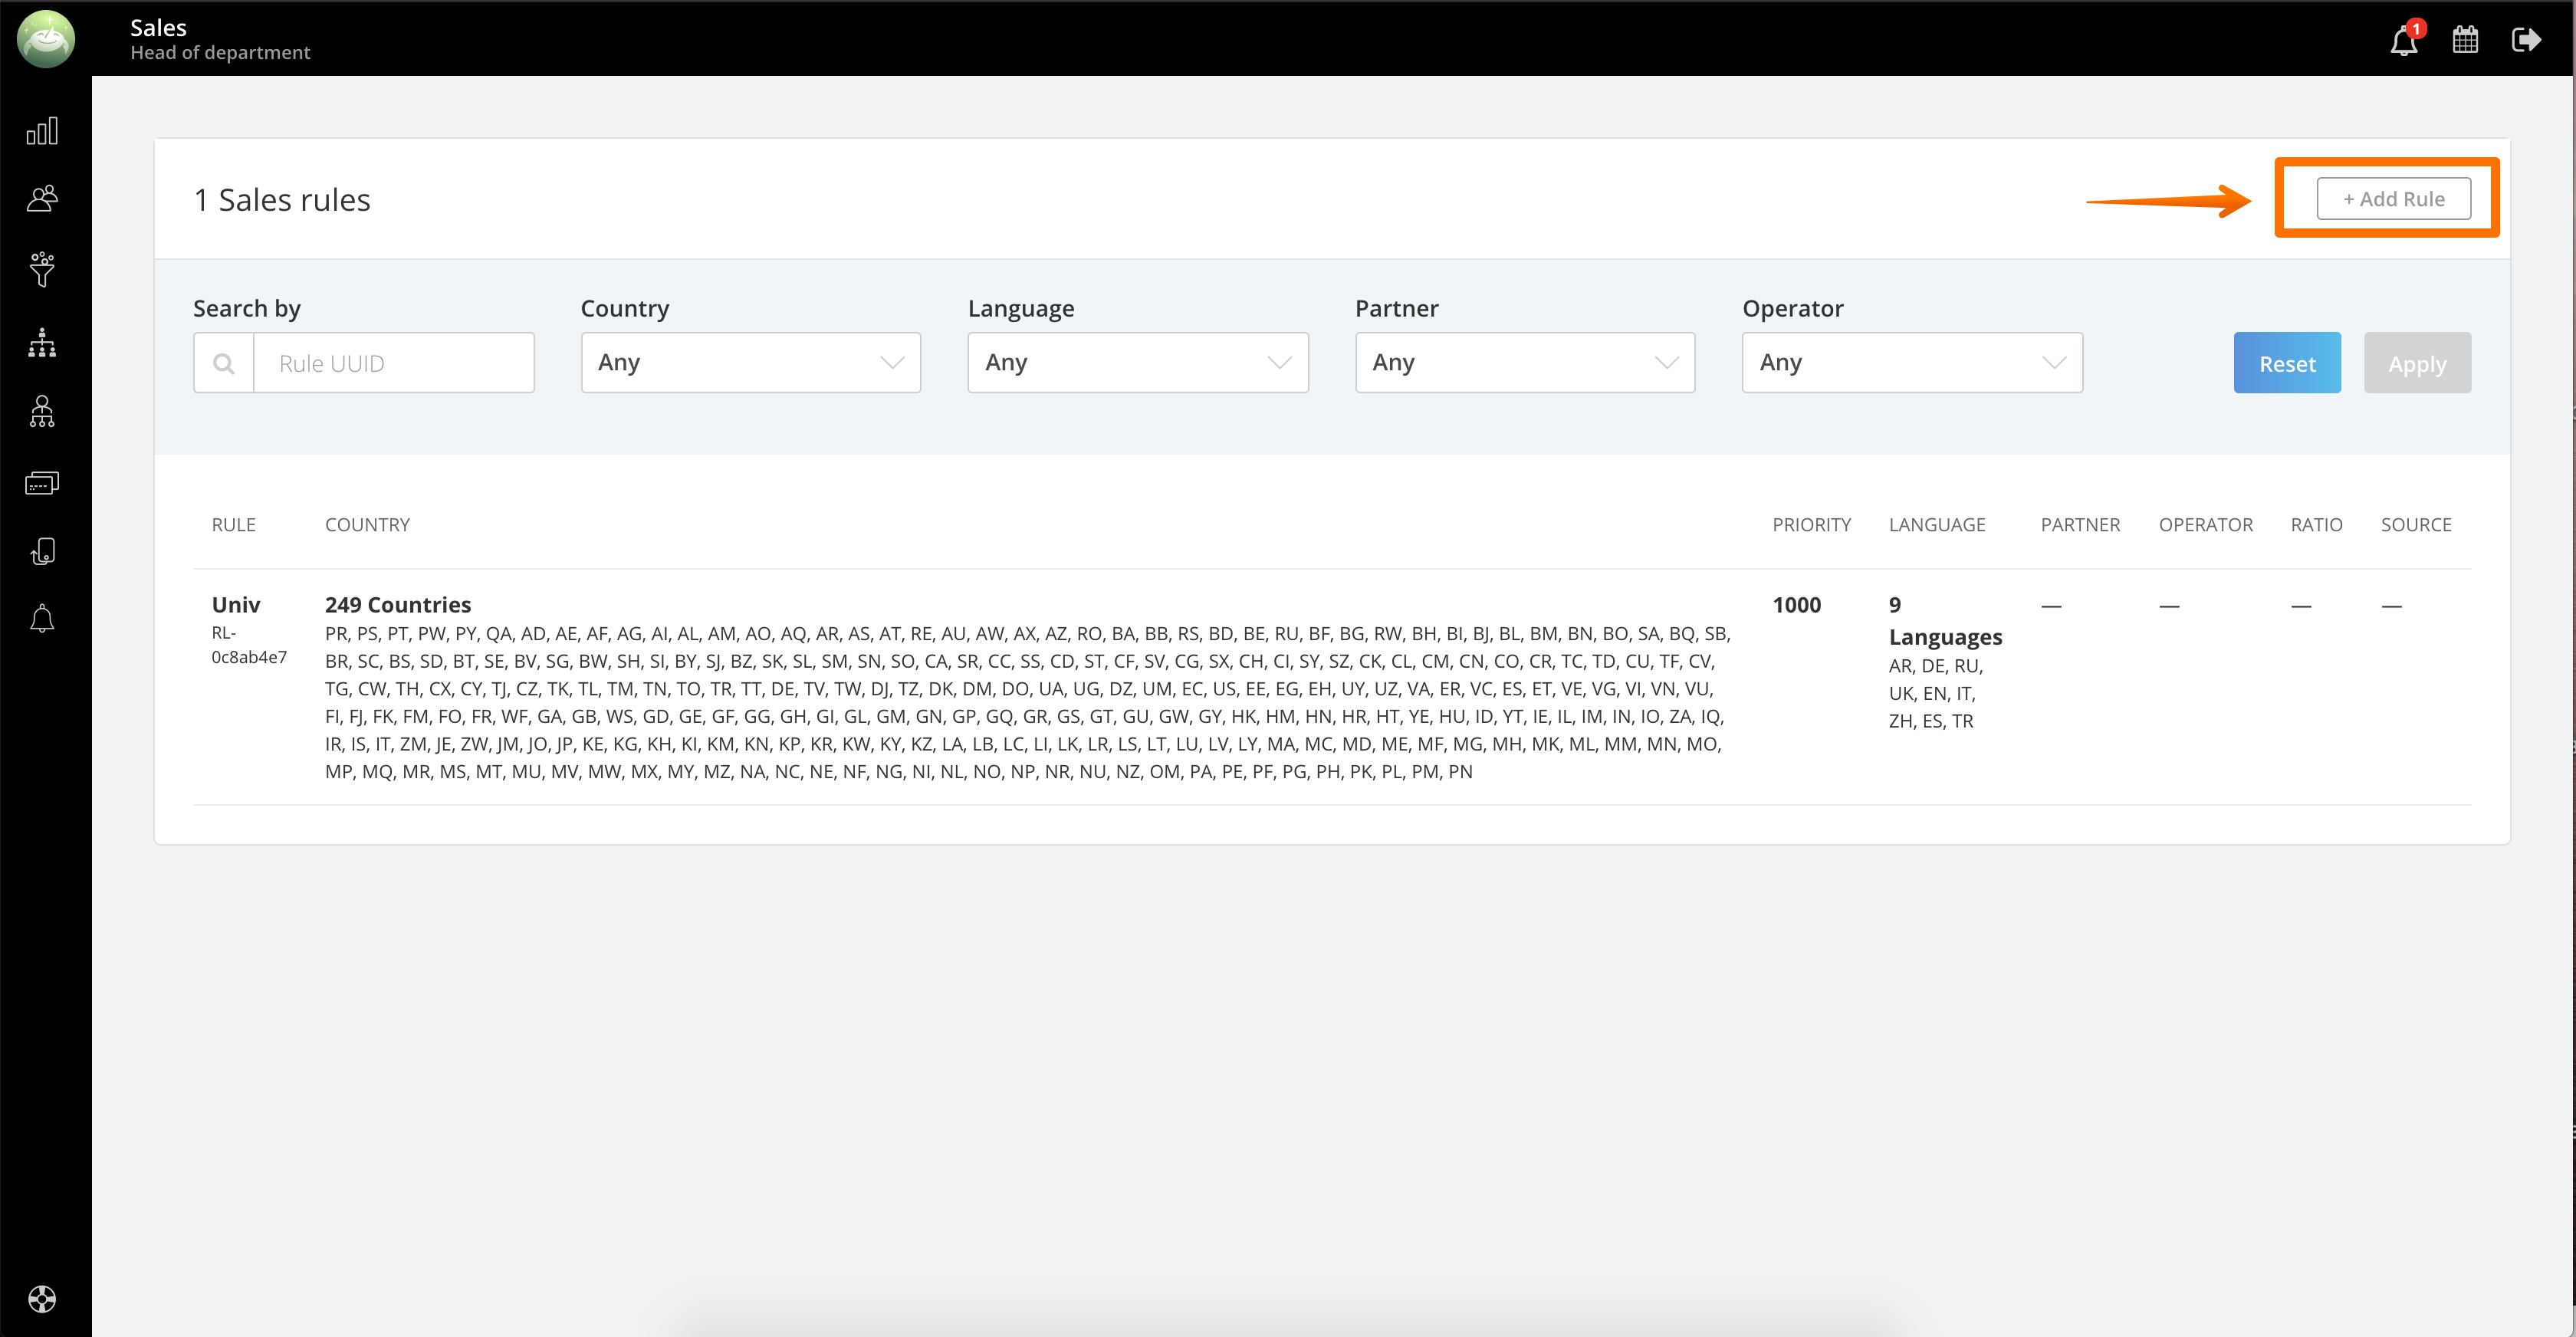 Sales
Head of department
1
1 Sales rules
+ Add Rule
Search by
Country
Language
Partner
Operator
Rule UUID
Any
Any
Any
Any
Reset
Apply
RULE
COUNTRY
PRIORITY
LANGUAGE
PARTNER
OPERATOR
RATIO
SOURCE
Univ
RL-
0c8ab4e7
249 Countries
PR, PS, PT, PW, PY, QA, AD, AE, AF, AG, AI, AL, AM, AO, AQ, AR, AS, AT, RE, AU, AW, AX, AZ, RO, BA, BB, RS, BD, BE, RU, BF, BG, RW, BH, BI, BJ, BL, BM, BN, BO, SA, BQ, SB,
BR, SC, BS, SD, BT, SE, BV, SG, BW, SH, SI, BY, SJ, BZ, SK, SL, SM, SN, SO, CA, SR, CC, SS, CD, ST, CF, SV, CG, SX, CH, CI, SY, SZ, CK, CL, CM, CN, CO, CR, TC, TD, CU, TF, CV,
TG, CW, TH, CX, CY, TJ, CZ, TK, TL, TM, TN, TO, TR, TT, DE, TV, TW, DJ, TZ, DK, DM, DO, UA, UG, DZ, UM, EC, US, EE, EG, EH, UY, UZ, VA, ER, VC, ES, ET, VE, VG, VI, VN, VU,
FI, FJ, FK, FM, FO, FR, WF, GA, GB, WS, GD, GE, GF, GG, GH, GI, GL, GM, GN, GP, GQ, GR, GS, GT, GU, GW, GY, HK, HM, HN, HR, HT, YE, HU, ID, YT, IE, IL, IM, IN, IO, ZA, IQ,
IR, IS, IT, ZM, JE, ZW, JM, JO, JP, KE, KG, KH, KI, KM, KN, KP, KR, KW, KY, KZ, LA, LB, LC, LI, LK, LR, LS, LT, LU, LV, LY, MA, MC, MD, ME, MF, MG, MH, MK, ML, MM, MN, MO,
MP, MQ, MR, MS, MT, MU, MV, MW, MX, MY, MZ, NA, NC, NE, NF, NG, NI, NL, NO, NP, NR, NU, NZ, OM, PA, PE, PF, PG, PH, PK, PL, PM, PN
1000
9
Languages
AR, DE, RU,
UK, EN, IT,
ZH, ES, TR
—
—
—
—